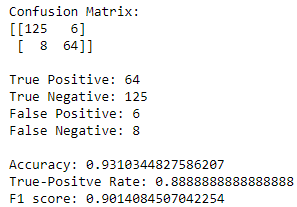 Confusion Matrix:
[[125   6]
 [  8  64]]
True Positive: 64
True Negative: 125
False Positive: 6
False Negative: 8
Accuracy: 0.9310344827586207
True-Positve Rate: 0.8888888888888888
F1 score: 0.9014084507042254